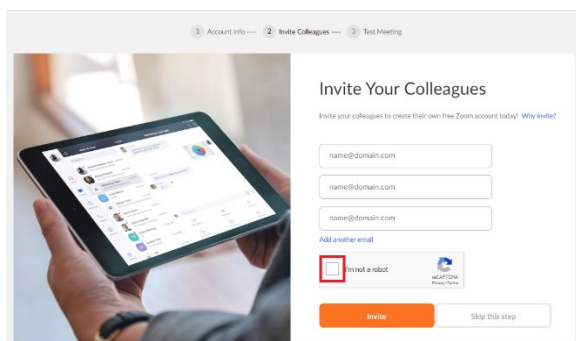 1 Account Info ---- 2 Invite Colleagues ---- 3 Test Meeting
Invite Your Colleagues
Invite your colleagues to create their own free Zoom account today! Why invite?
name@domain.com
name@domain.com
name@domain.com
Add another email
I'm not a robot
reCAPTCHA
Privacy - Terms
Invite
Skip this step